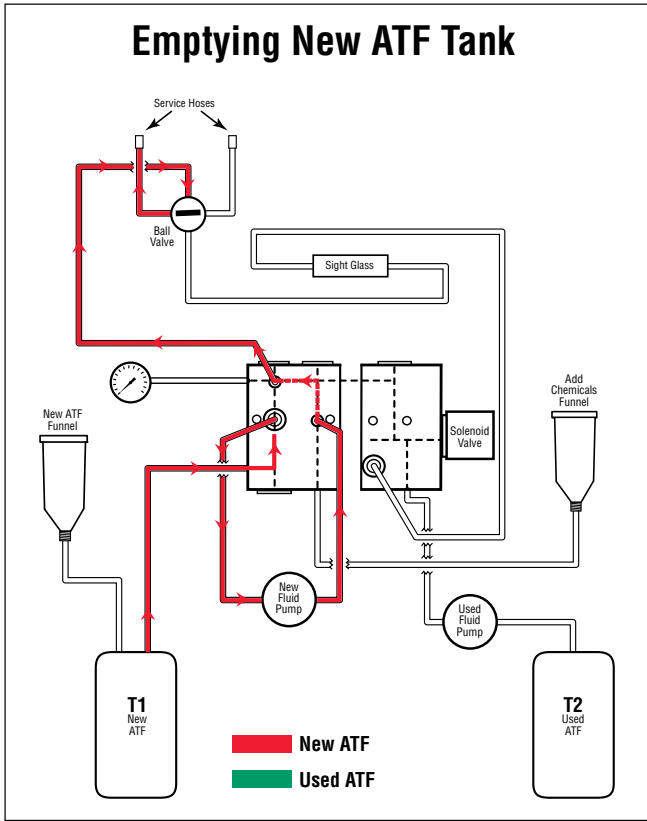 Emptying New ATF Tank
Service Hoses
Ball
Valve
Sight Glass
New ATF
Funnel
Add
Chemicals
Funnel
Solenoid
Valve
New
Fluid
Pump
Used
Fluid
Pump
T1
New
ATF
T2
Used
ATF
New ATF
Used ATF